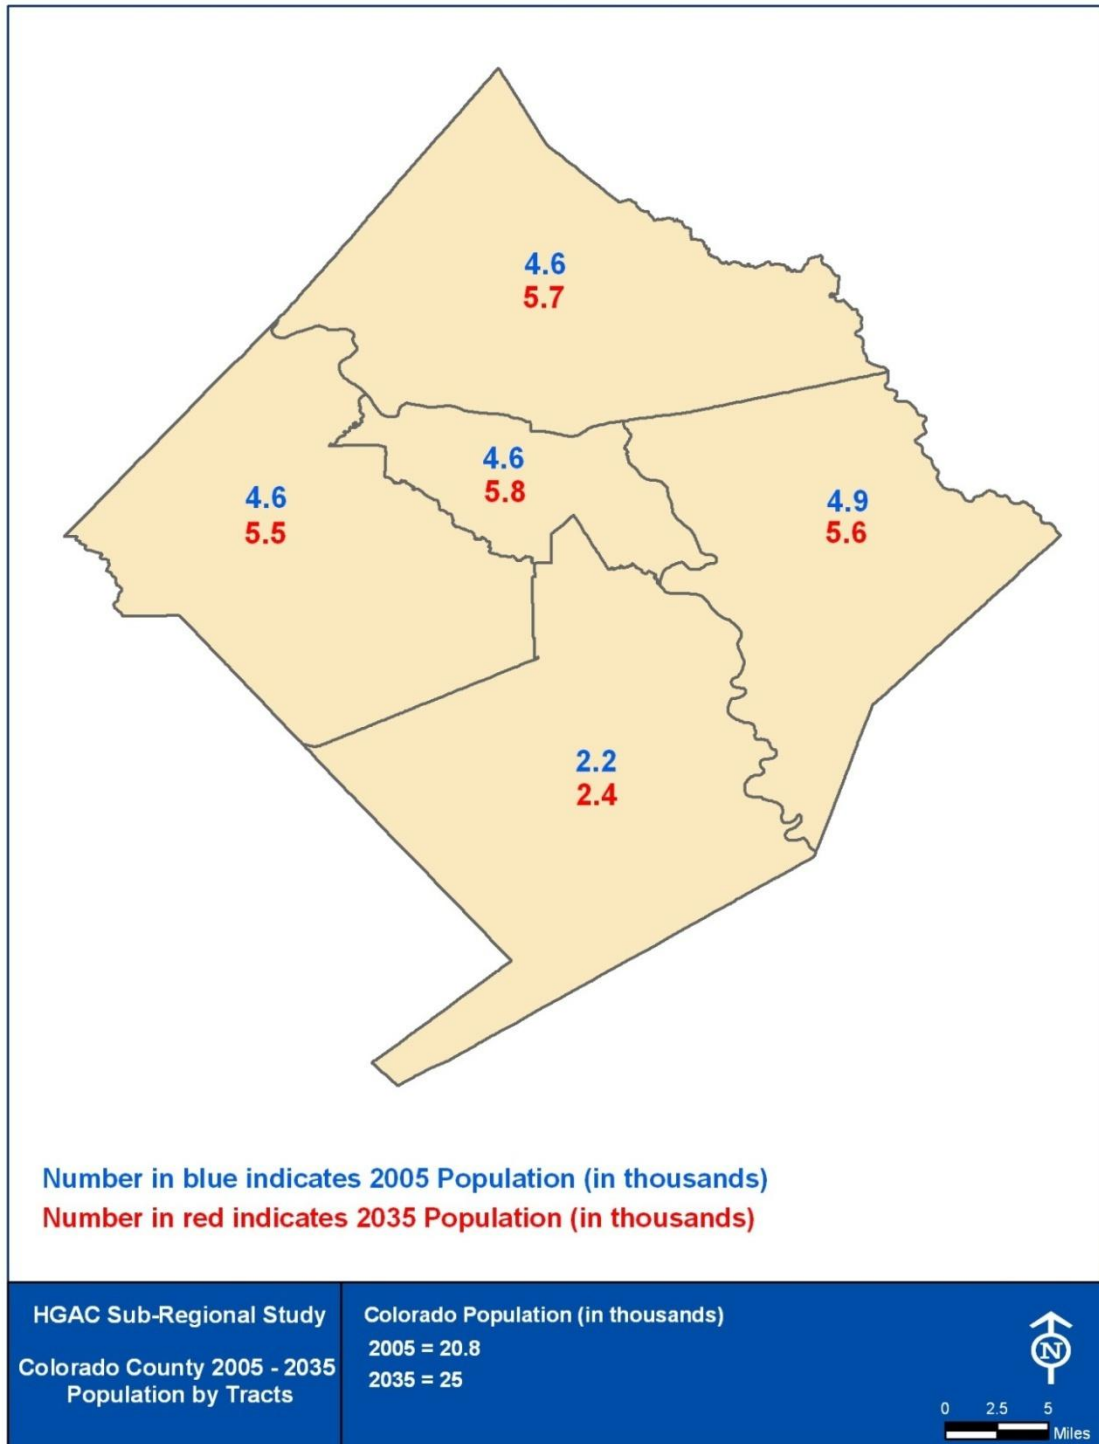 4.6
5.7
4.6
5.8
4.6
5.5
4.9
5.6
2.2
2.4
Number in blue indicates 2005 Population (in thousands)
Number in red indicates 2035 Population (in thousands)
HGAC Sub-Regional Study
Colorado County 2005 - 2035
Population by Tracts
Colorado Population (in thousands)
2005 = 20.8
2035 = 25
N
0 2.5 5
Miles